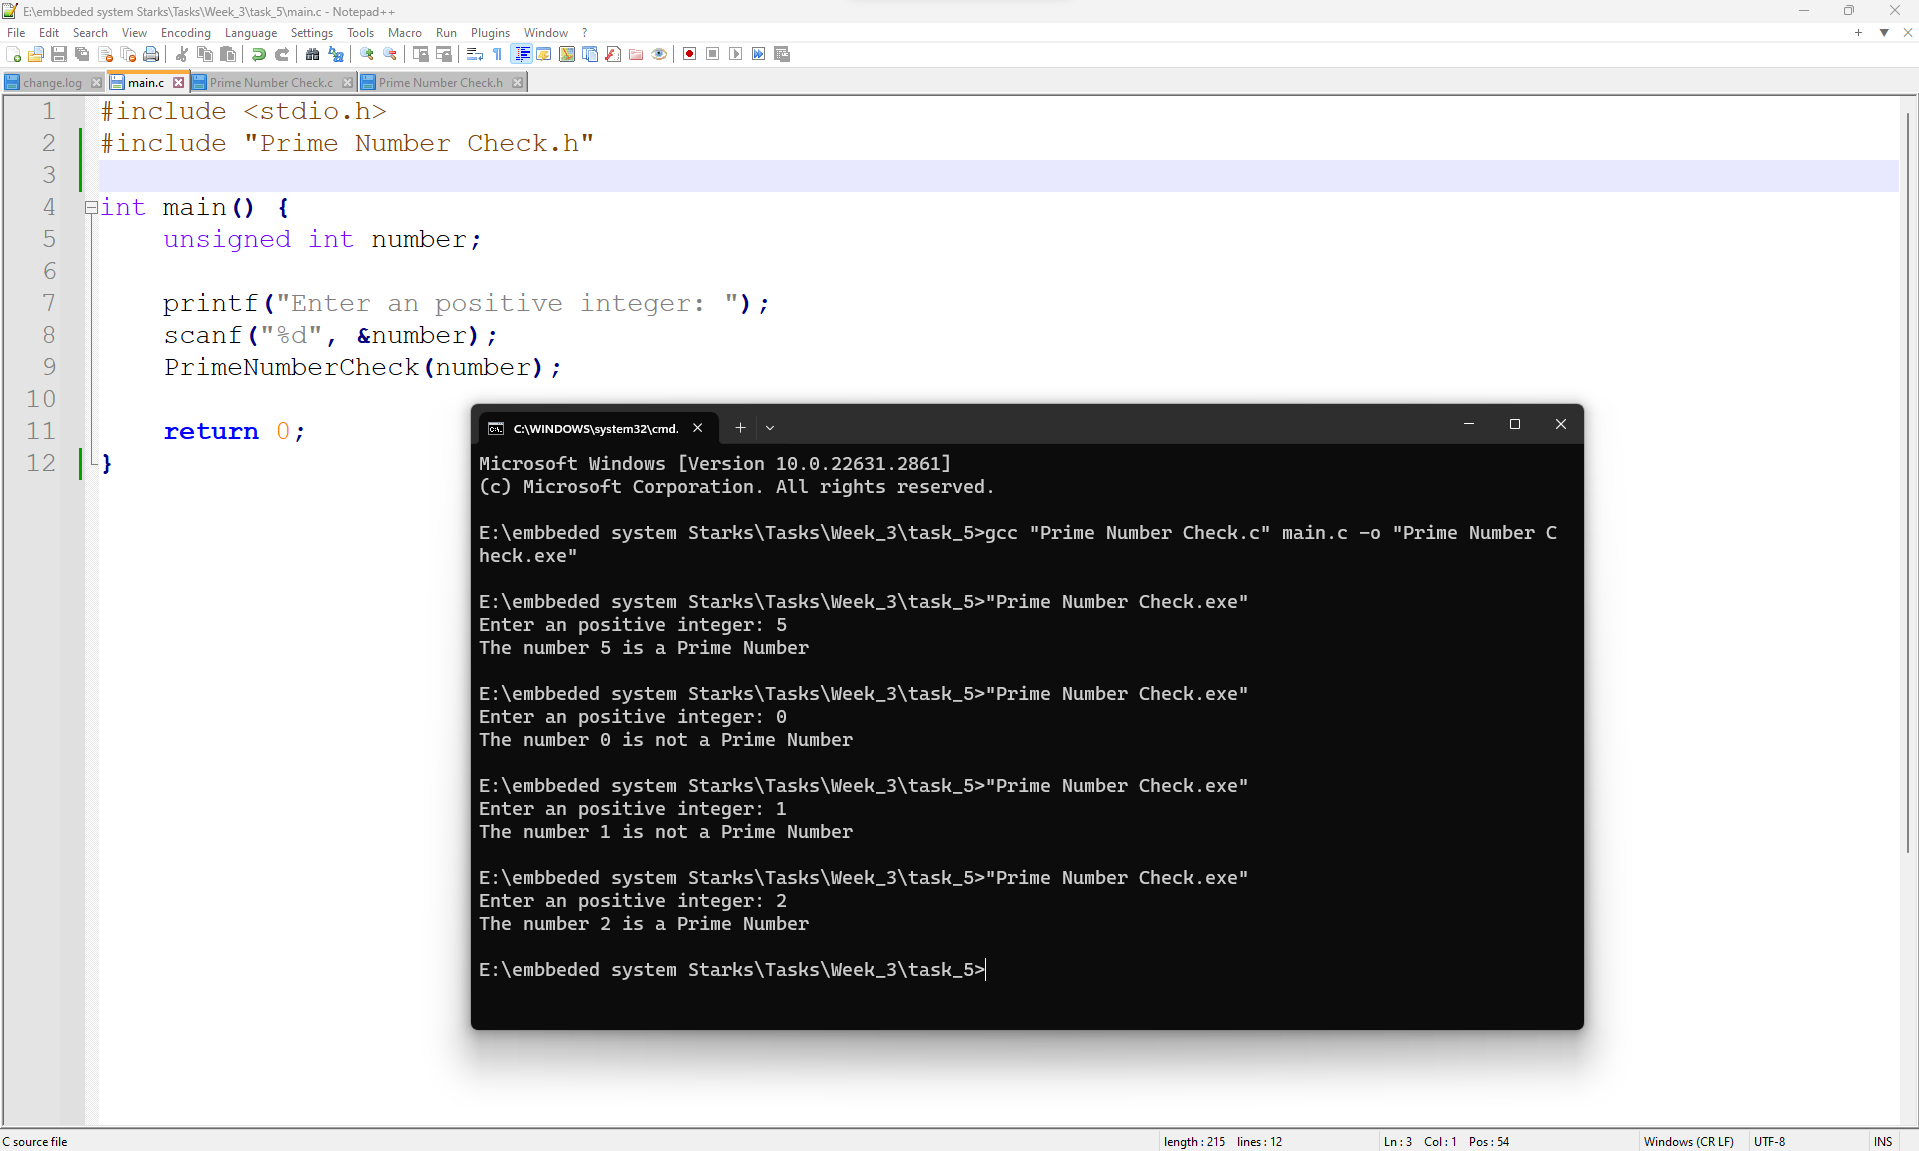 E:\embbeded system Starks\Tasks\Week_3\task_5\main.c - Notepad++
File Edit Search View Encoding Language Settings Tools Macro Run Plugins Window ?
change.log main.c Prime Number Check.c Prime Number Check.h
1 #include <stdio.h>
2 #include "Prime Number Check.h"
3
4 int main() {
5 unsigned int number;
6
7 printf("Enter an positive integer: ");
8 scanf("%d", &number);
9 PrimeNumberCheck(number);
10
11 return 0;
12 }
C:\WINDOWS\system32\cmd.
Microsoft Windows [Version 10.0.22631.2861]
(c) Microsoft Corporation. All rights reserved.
E:\embbeded system Starks\Tasks\Week_3\task_5>gcc "Prime Number Check.c" main.c -o "Prime Number C
heck.exe"
E:\embbeded system Starks\Tasks\Week_3\task_5>"Prime Number Check.exe"
Enter an positive integer: 5
The number 5 is a Prime Number
E:\embbeded system Starks\Tasks\Week_3\task_5>"Prime Number Check.exe"
Enter an positive integer: 0
The number 0 is not a Prime Number
E:\embbeded system Starks\Tasks\Week_3\task_5>"Prime Number Check.exe"
Enter an positive integer: 1
The number 1 is not a Prime Number
E:\embbeded system Starks\Tasks\Week_3\task_5>"Prime Number Check.exe"
Enter an positive integer: 2
The number 2 is a Prime Number
E:\embbeded system Starks\Tasks\Week_3\task_5>
C source file length : 215 lines : 12 Ln : 3 Col : 1 Pos : 54 Windows (CR LF) UTF-8 INS